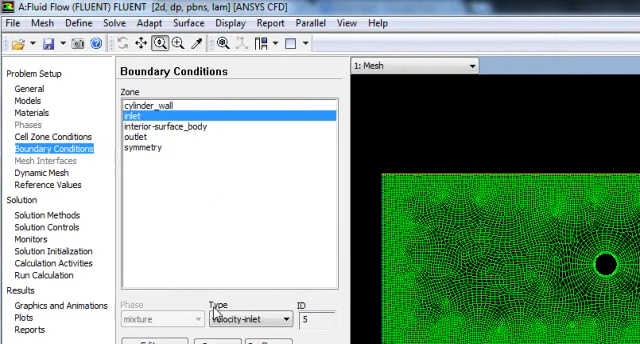 A:Fluid Flow (FLUENT) FLUENT [2d, dp, pbns, lam] [ANSYS CFD]
File Mesh Define Solve Adapt Surface Display Report Parallel View Help
Problem Setup
General
Models
Materials
Phases
Cell Zone Conditions
Boundary Conditions
Mesh Interfaces
Dynamic Mesh
Reference Values
Solution
Solution Methods
Solution Controls
Monitors
Solution Initialization
Calculation Activities
Run Calculation
Results
Graphics and Animations
Plots
Reports
Boundary Conditions
Zone
cylinder_wall
inlet
interior-surface_body
outlet
symmetry
Phase Type ID
mixture velocity-inlet 5
1: Mesh